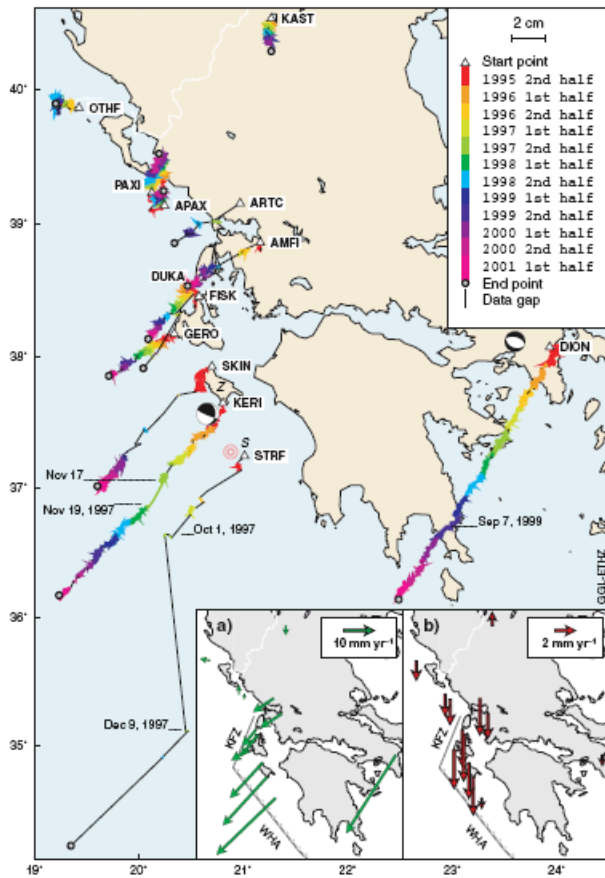 KAST
2 cm
Start point
1995 2nd half
1996 1st half
1996 2nd half
1997 1st half
1997 2nd half
1998 1st half
1998 2nd half
1999 1st half
1999 2nd half
2000 1st half
2000 2nd half
2001 1st half
End point
Data gap
40°
OTHF
PAXI
APAX
ARTC
39°
AMFI
DUKA
FISK
GERO
38°
SKIN
DION
Z
KERI
S
STRF
Nov 17
37°
Nov 19, 1997
Oct 1, 1997
Sep 7, 1999
GGL-ETHZ
36°
a)
10 mm yr⁻¹
b)
2 mm yr⁻¹
Dec 9, 1997
35°
KFZ
KFZ
WHA
WHA
19°
20°
21°
22°
23°
24°